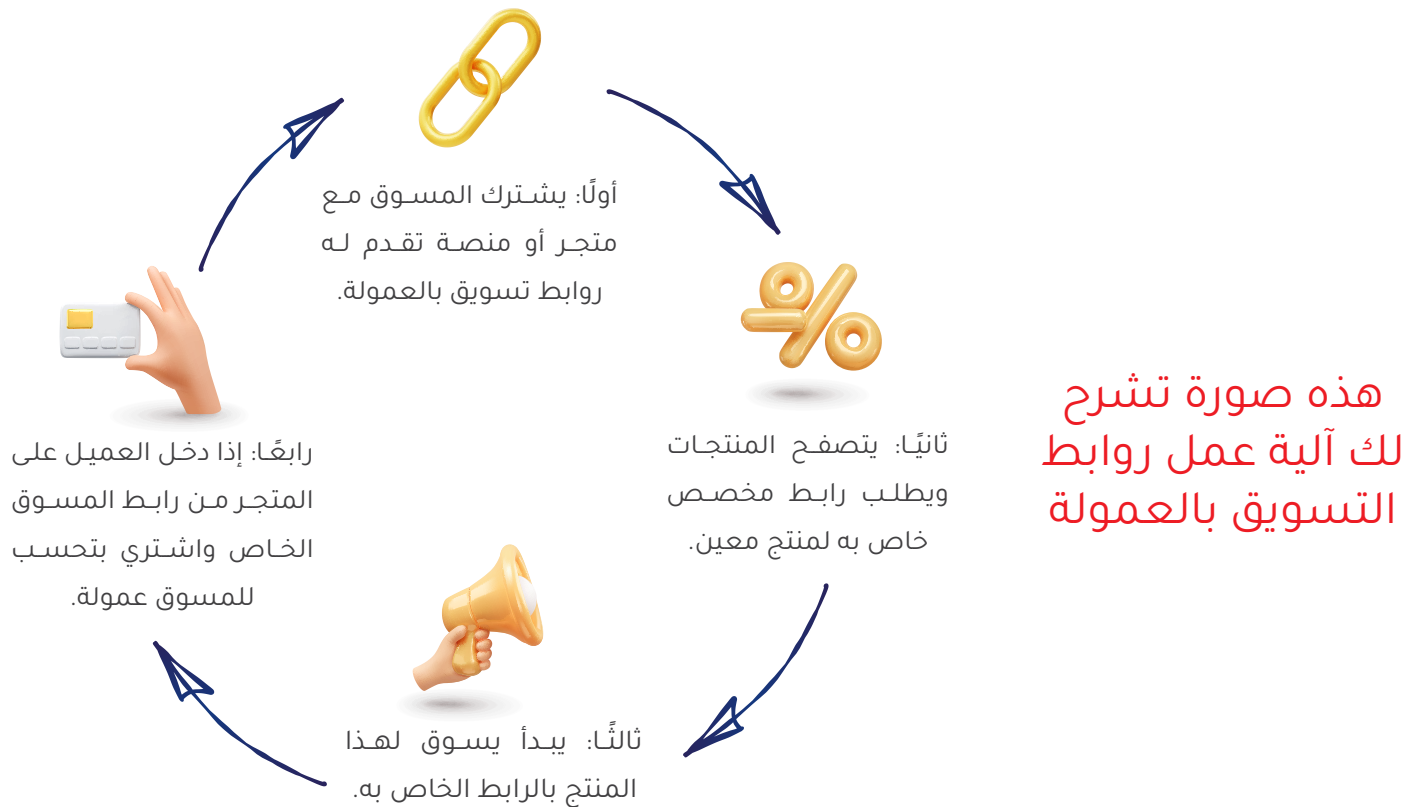 هذه صورة تشرح
لك آلية عمل روابط
التسويق بالعمولة
أولًا: يشترك المسوق مع
متجر أو منصة تقدم له
روابط تسويق بالعمولة.
ثانيًا: يتصفح المنتجات
ويطلب رابط مخصص
خاص به لمنتج معين.
ثالثًا: يبدأ يسوق لهذا
المنتج بالرابط الخاص به.
رابعًا: إذا دخل العميل على
المتجر من رابط المسوق
الخاص واشتري بتحسب
للمسوق عمولة.